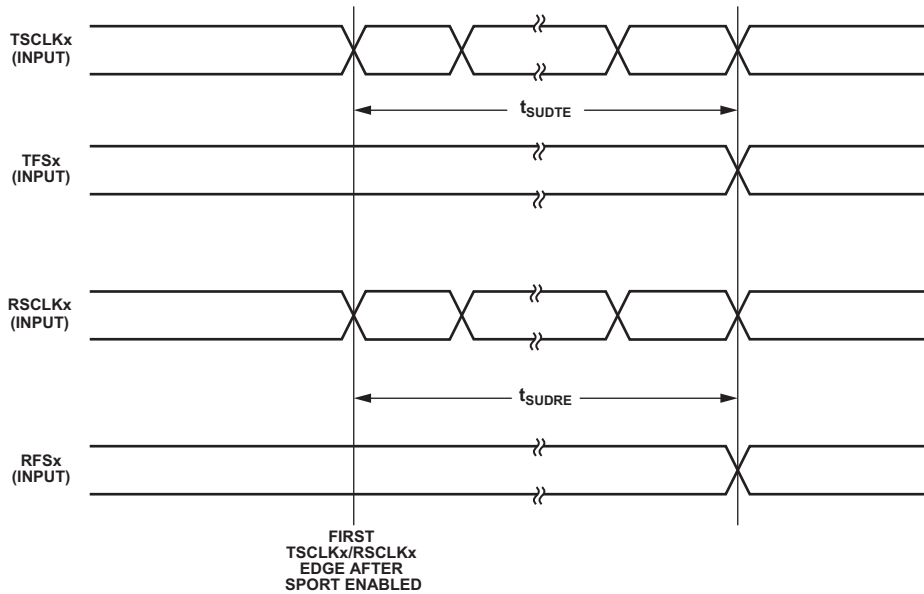 TSCLKx
(INPUT)
tSUDTE
TFSx
(INPUT)
RSCLKx
(INPUT)
tSUDRE
RFSx
(INPUT)
FIRST
TSCLKx/RSCLKx
EDGE AFTER
SPORT ENABLED